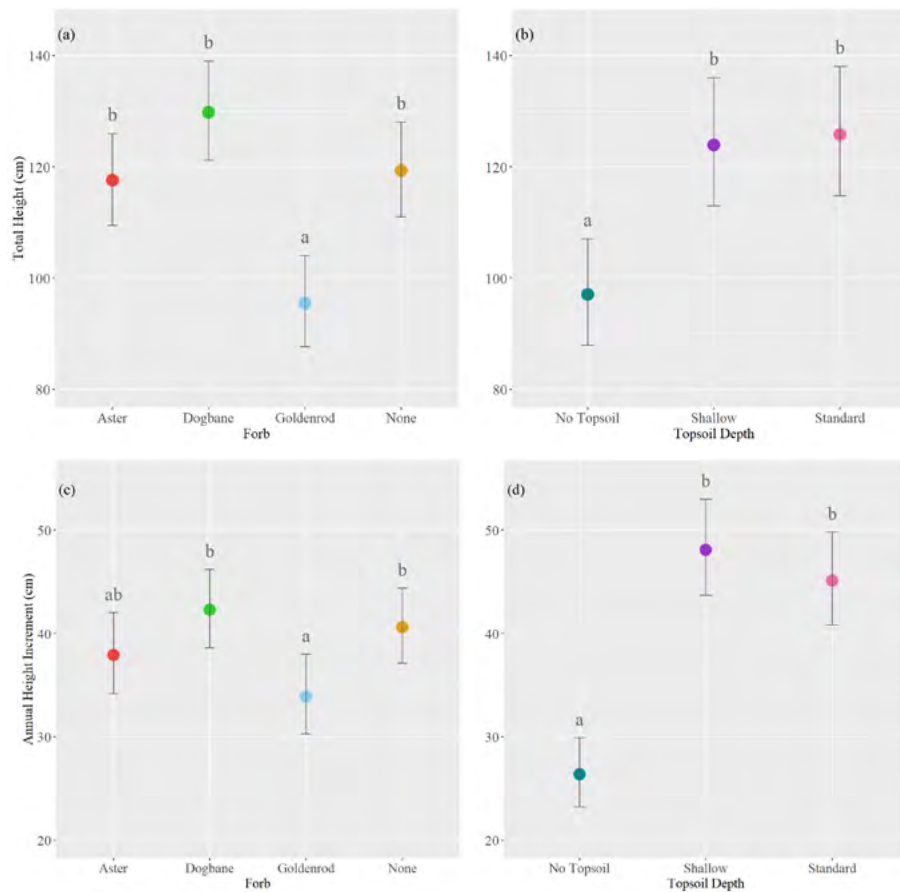 (a)
b
b
b
a
140
120
100
80
Total Height (cm)
Aster Dogbane Goldenrod None
Forb
(b)
b
b
a
140
120
100
80
No Topsoil Shallow Standard
Topsoil Depth
(c)
b
b
ab
a
50
40
30
20
Annual Height Increment (cm)
Aster Dogbane Goldenrod None
Forb
(d)
b
b
a
50
40
30
20
No Topsoil Shallow Standard
Topsoil Depth